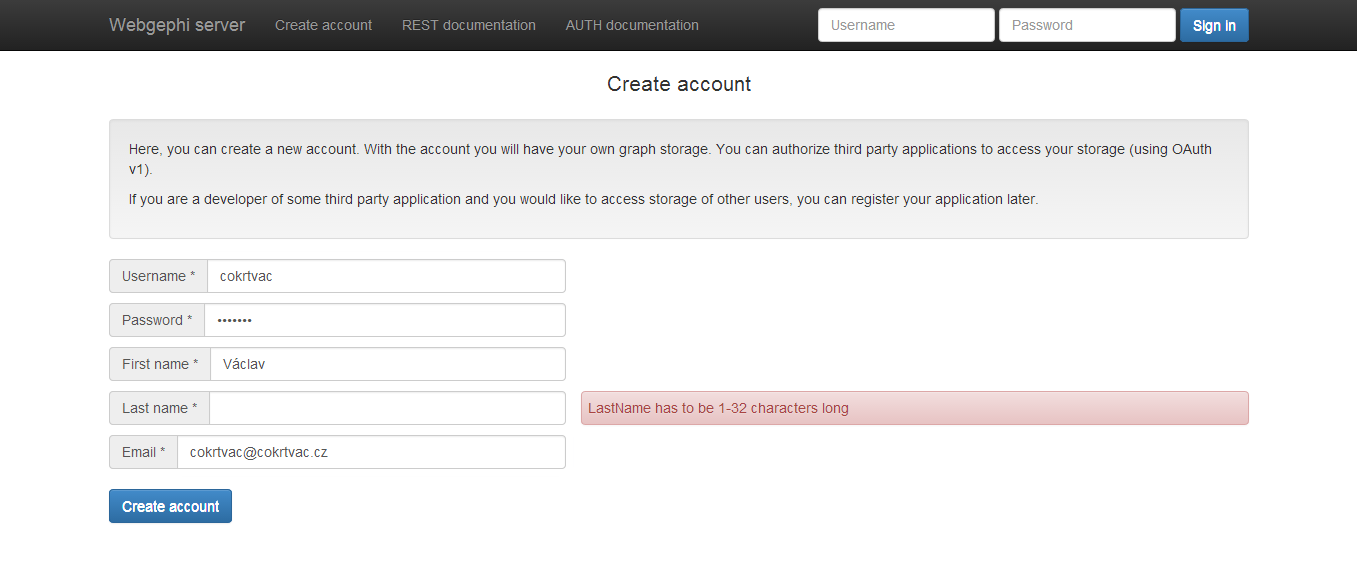 Webgephi server Create account REST documentation AUTH documentation Username Password Sign in
Create account
Here, you can create a new account. With the account you will have your own graph storage. You can authorize third party applications to access your storage (using OAuth
v1).
If you are a developer of some third party application and you would like to access storage of other users, you can register your application later.
Username * cokrtvac
Password * •••••••
First name * Václav
Last name * LastName has to be 1-32 characters long
Email * cokrtvac@cokrtvac.cz
Create account